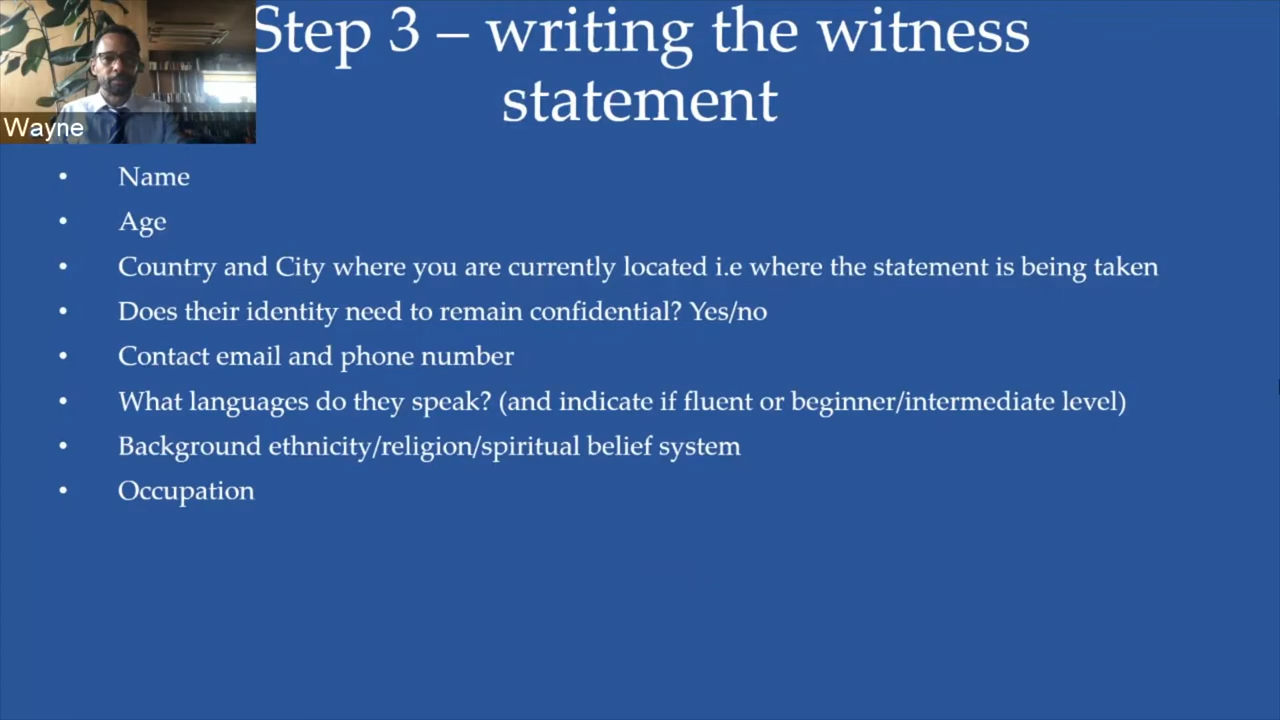 Step 3 – writing the witness
statement
Wayne
• Name
• Age
• Country and City where you are currently located i.e where the statement is being taken
• Does their identity need to remain confidential? Yes/no
• Contact email and phone number
• What languages do they speak? (and indicate if fluent or beginner/intermediate level)
• Background ethnicity/religion/spiritual belief system
• Occupation